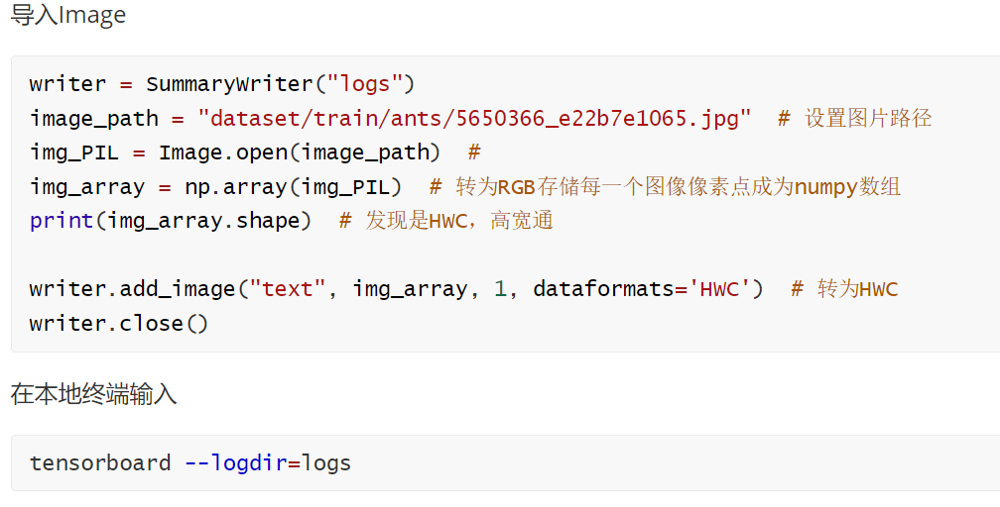 导入Image
writer = SummaryWriter("logs")
image_path = "dataset/train/ants/5650366_e22b7e1065.jpg"  # 设置图片路径
img_PIL = Image.open(image_path)  #
img_array = np.array(img_PIL)  # 转为RGB存储每一个图像像素点成为numpy数组
print(img_array.shape)  # 发现是HWC，高宽通
writer.add_image("text", img_array, 1, dataformats='HWC')  # 转为HWC
writer.close()
在本地终端输入
tensorboard --logdir=logs